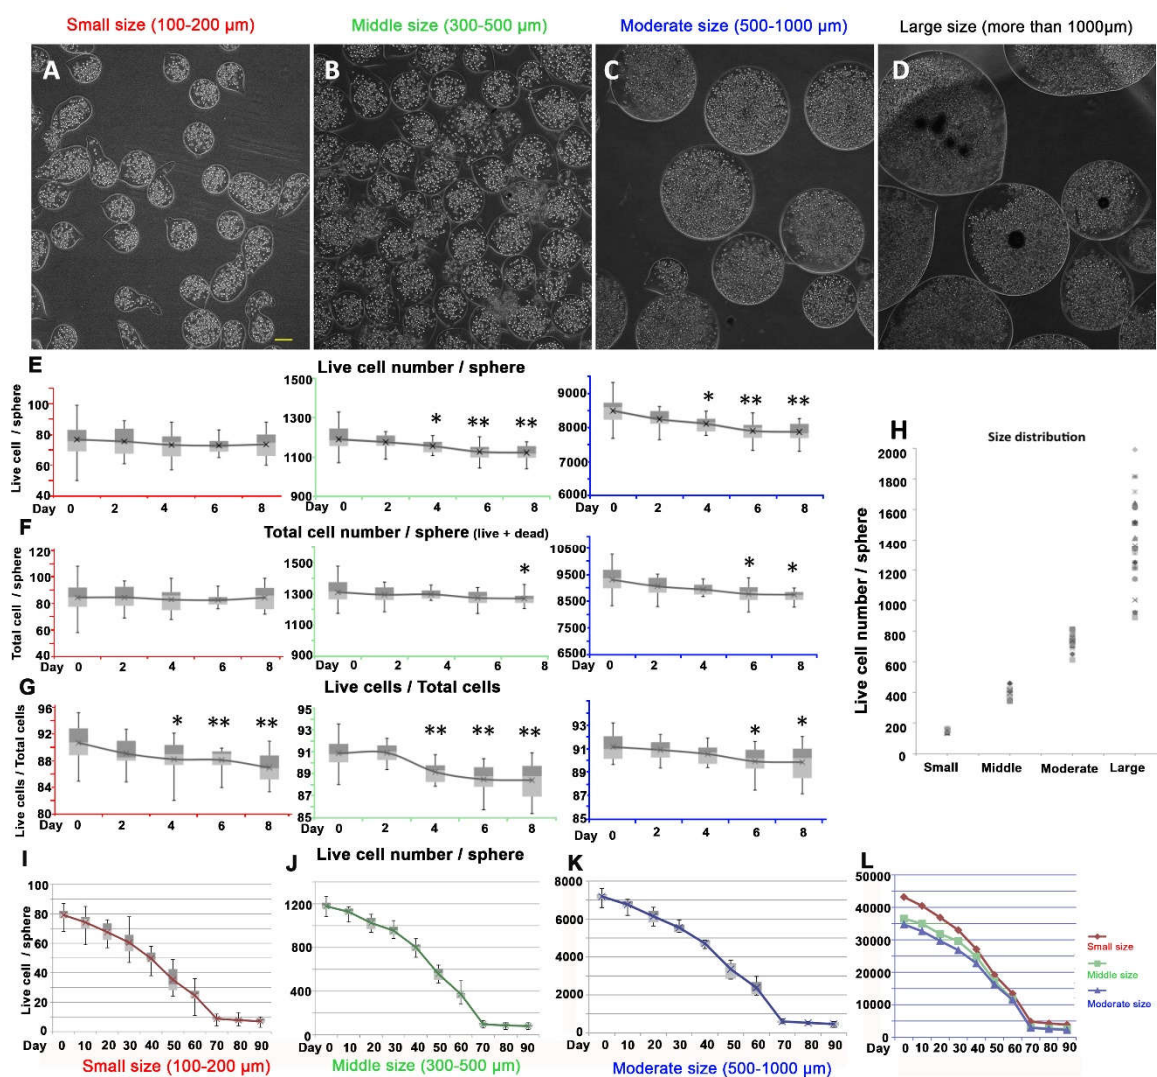 Small size (100-200 μm) Middle size (300-500 μm) Moderate size (500-1000 μm) Large size (more than 1000μm)
A B C D
E Live cell number / sphere
Live cell / sphere
110 100 80 60 40
Day 0 2 4 6 8
1500 1300 1100 900
* ** **
0 2 4 6 8
9000 8000 7000 6000
* ** **
Day 0 2 4 6 8
F Total cell number / sphere (live + dead)
Total cell / sphere
120 100 80 60 40
Day 0 2 4 6 8
1500 1300 1100 900
*
0 2 4 6 8
10500 9500 8500 7500 6500
* *
Day 0 2 4 6 8
G Live cells / Total cells
Live cells / Total cells
96 92 88 84 80
* ** **
Day 0 2 4 6 8
95 93 91 89 87 85
** ** **
Day 0 2 4 6 8
95 93 91 89 87 85
* *
Day 0 2 4 6 8
H
Size distribution
Live cell number / sphere
2000
1800
1600
1400
1200
1000
800
600
400
200
0
Small Middle Moderate Large
Live cell number / sphere
I
Live cell / sphere
100 80 60 40 20 0
Day 0 10 20 30 40 50 60 70 80 90
Small size (100-200 μm)
J
1200 800 400 0
Day 0 10 20 30 40 50 60 70 80 90
Middle size (300-500 μm)
K
8000 6000 4000 2000 0
Day 0 10 20 30 40 50 60 70 80 90
Moderate size (500-1000 μm)
L
50000 40000 30000 20000 10000 0
Day 0 10 20 30 40 50 60 70 80 90
Small size
Middle size
Moderate size